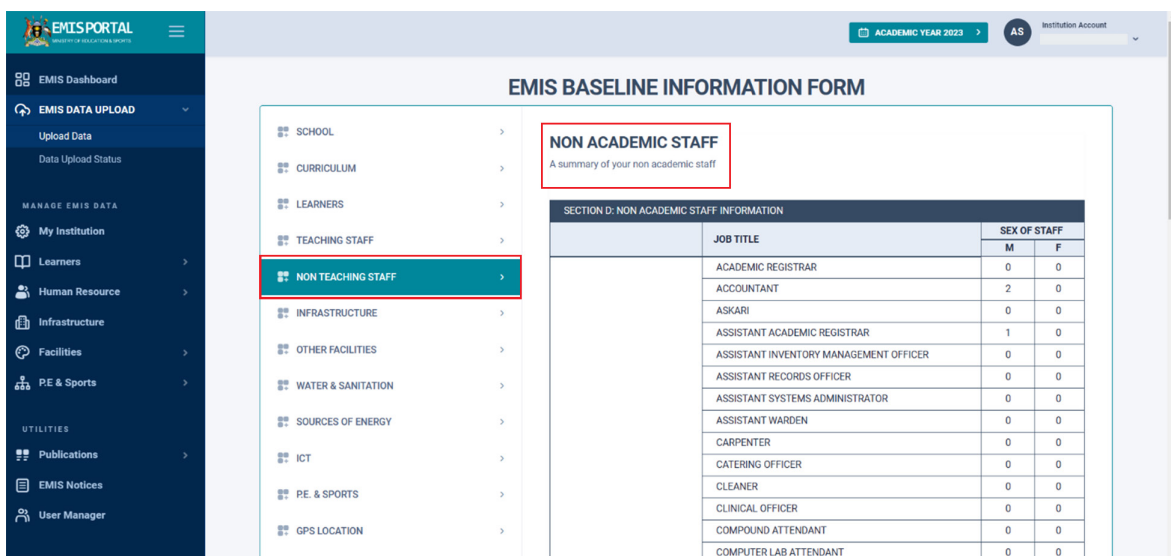 EMIS PORTAL
MINISTRY OF EDUCATION & SPORTS
ACADEMIC YEAR 2023
AS
Institution Account
EMIS Dashboard
EMIS DATA UPLOAD
Upload Data
Data Upload Status
MANAGE EMIS DATA
My Institution
Learners
Human Resource
Infrastructure
Facilities
P.E & Sports
UTILITIES
Publications
EMIS Notices
User Manager
EMIS BASELINE INFORMATION FORM
SCHOOL
CURRICULUM
LEARNERS
TEACHING STAFF
NON TEACHING STAFF
INFRASTRUCTURE
OTHER FACILITIES
WATER & SANITATION
SOURCES OF ENERGY
ICT
P.E. & SPORTS
GPS LOCATION
NON ACADEMIC STAFF
A summary of your non academic staff
SECTION D: NON ACADEMIC STAFF INFORMATION
JOB TITLE SEX OF STAFF
M F
ACADEMIC REGISTRAR 0 0
ACCOUNTANT 2 0
ASKARI 0 0
ASSISTANT ACADEMIC REGISTRAR 1 0
ASSISTANT INVENTORY MANAGEMENT OFFICER 0 0
ASSISTANT RECORDS OFFICER 0 0
ASSISTANT SYSTEMS ADMINISTRATOR 0 0
ASSISTANT WARDEN 0 0
CARPENTER 0 0
CATERING OFFICER 0 0
CLEANER 0 0
CLINICAL OFFICER 0 0
COMPOUND ATTENDANT 0 0
COMPUTER LAB ATTENDANT 0 0